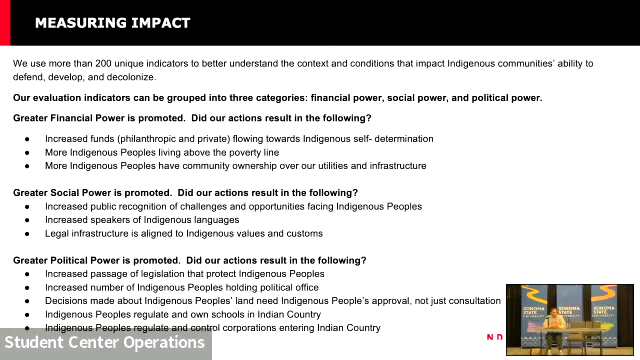 MEASURING IMPACT
We use more than 200 unique indicators to better understand the context and conditions that impact Indigenous communities' ability to
defend, develop, and decolonize.
Our evaluation indicators can be grouped into three categories: financial power, social power, and political power.
Greater Financial Power is promoted.  Did our actions result in the following?
● Increased funds (philanthropic and private) flowing towards Indigenous self- determination
● More Indigenous Peoples living above the poverty line
● More Indigenous Peoples have community ownership over our utilities and infrastructure
Greater Social Power is promoted.  Did our actions result in the following?
● Increased public recognition of challenges and opportunities facing Indigenous Peoples
● Increased speakers of Indigenous languages
● Legal infrastructure is aligned to Indigenous values and customs
Greater Political Power is promoted.  Did our actions result in the following?
● Increased passage of legislation that protect Indigenous Peoples
● Increased number of Indigenous Peoples holding political office
● Decisions made about Indigenous Peoples' land need Indigenous People's approval, not just consultation
● Indigenous Peoples regulate and own schools in Indian Country
● Indigenous Peoples regulate and control corporations entering Indian Country
N D
SONOMA
STATE
SONOMA
STATE
Student Center Operations